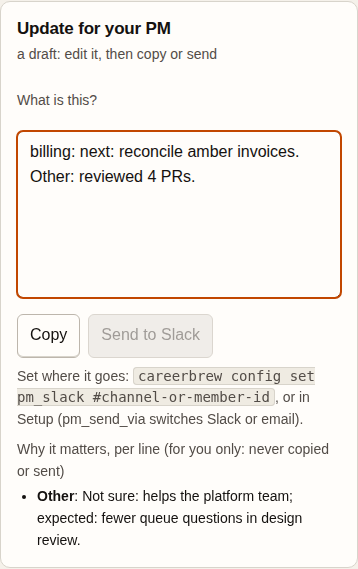 Update for your PM
a draft: edit it, then copy or send
What is this?
billing: next: reconcile amber invoices.
Other: reviewed 4 PRs.
Copy
Send to Slack
Set where it goes: careerbrew config set
pm_slack #channel-or-member-id, or in
Setup (pm_send_via switches Slack or email).
Why it matters, per line (for you only: never copied
or sent)
• Other: Not sure: helps the platform team;
expected: fewer queue questions in design
review.